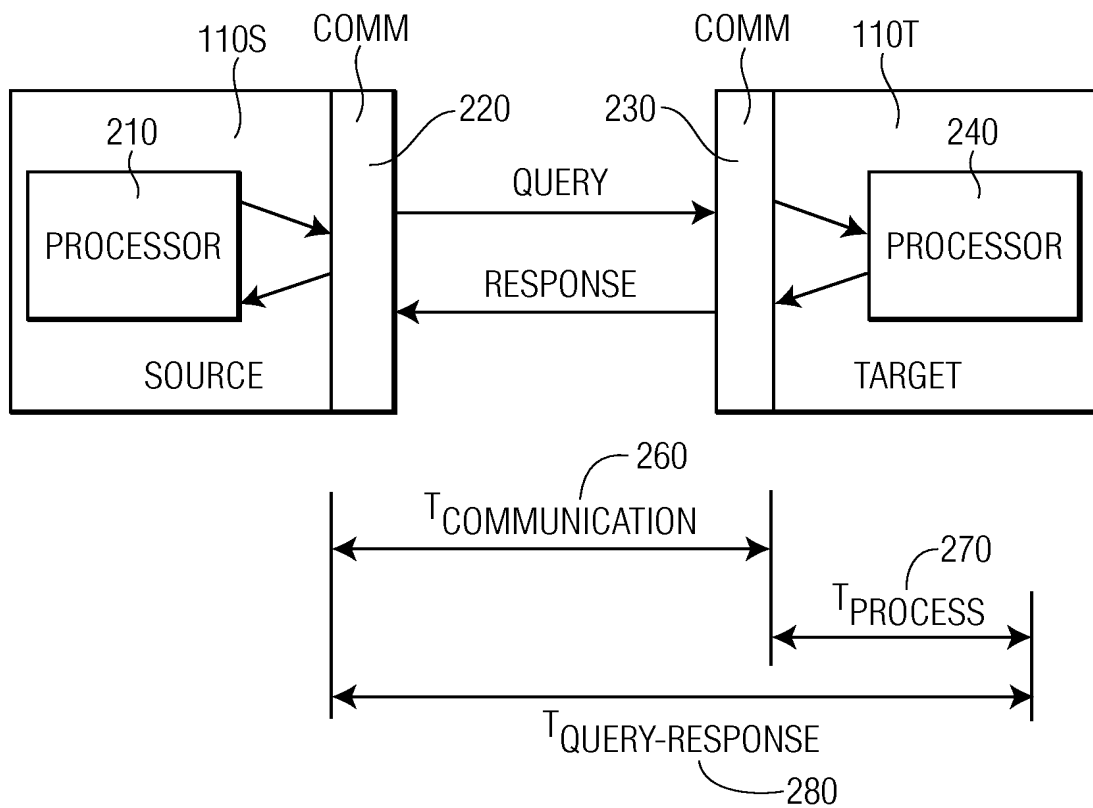 110S
COMM
COMM
110T
210
220
230
240
QUERY
PROCESSOR
PROCESSOR
RESPONSE
SOURCE
TARGET
260
TCOMMUNICATION
270
TPROCESS
TQUERY-RESPONSE
280